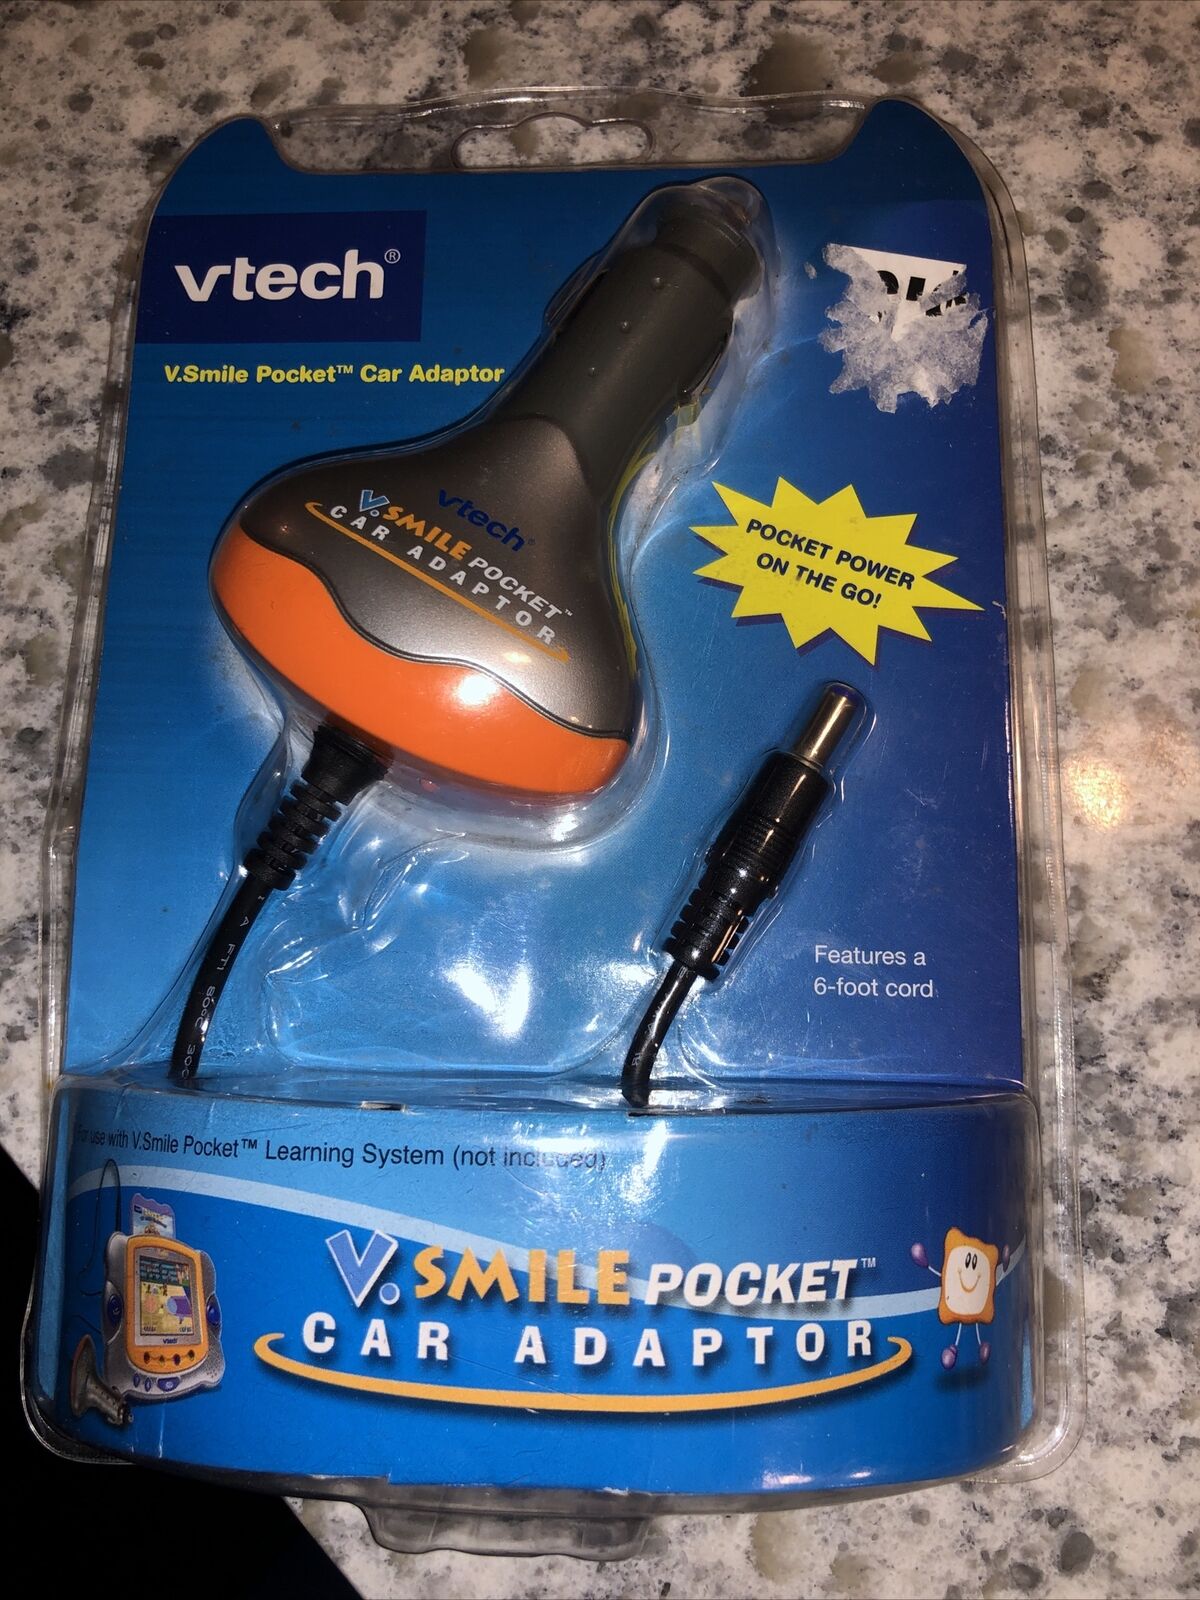 vtech®
V.Smile Pocket™ Car Adaptor
vtech®
V.SMILE POCKET™
CAR ADAPTOR
POCKET POWER
ON THE GO!
Features a
6-foot cord
For use with V.Smile Pocket™ Learning System (not included)
V.SMILE POCKET™
CAR ADAPTOR
vtech